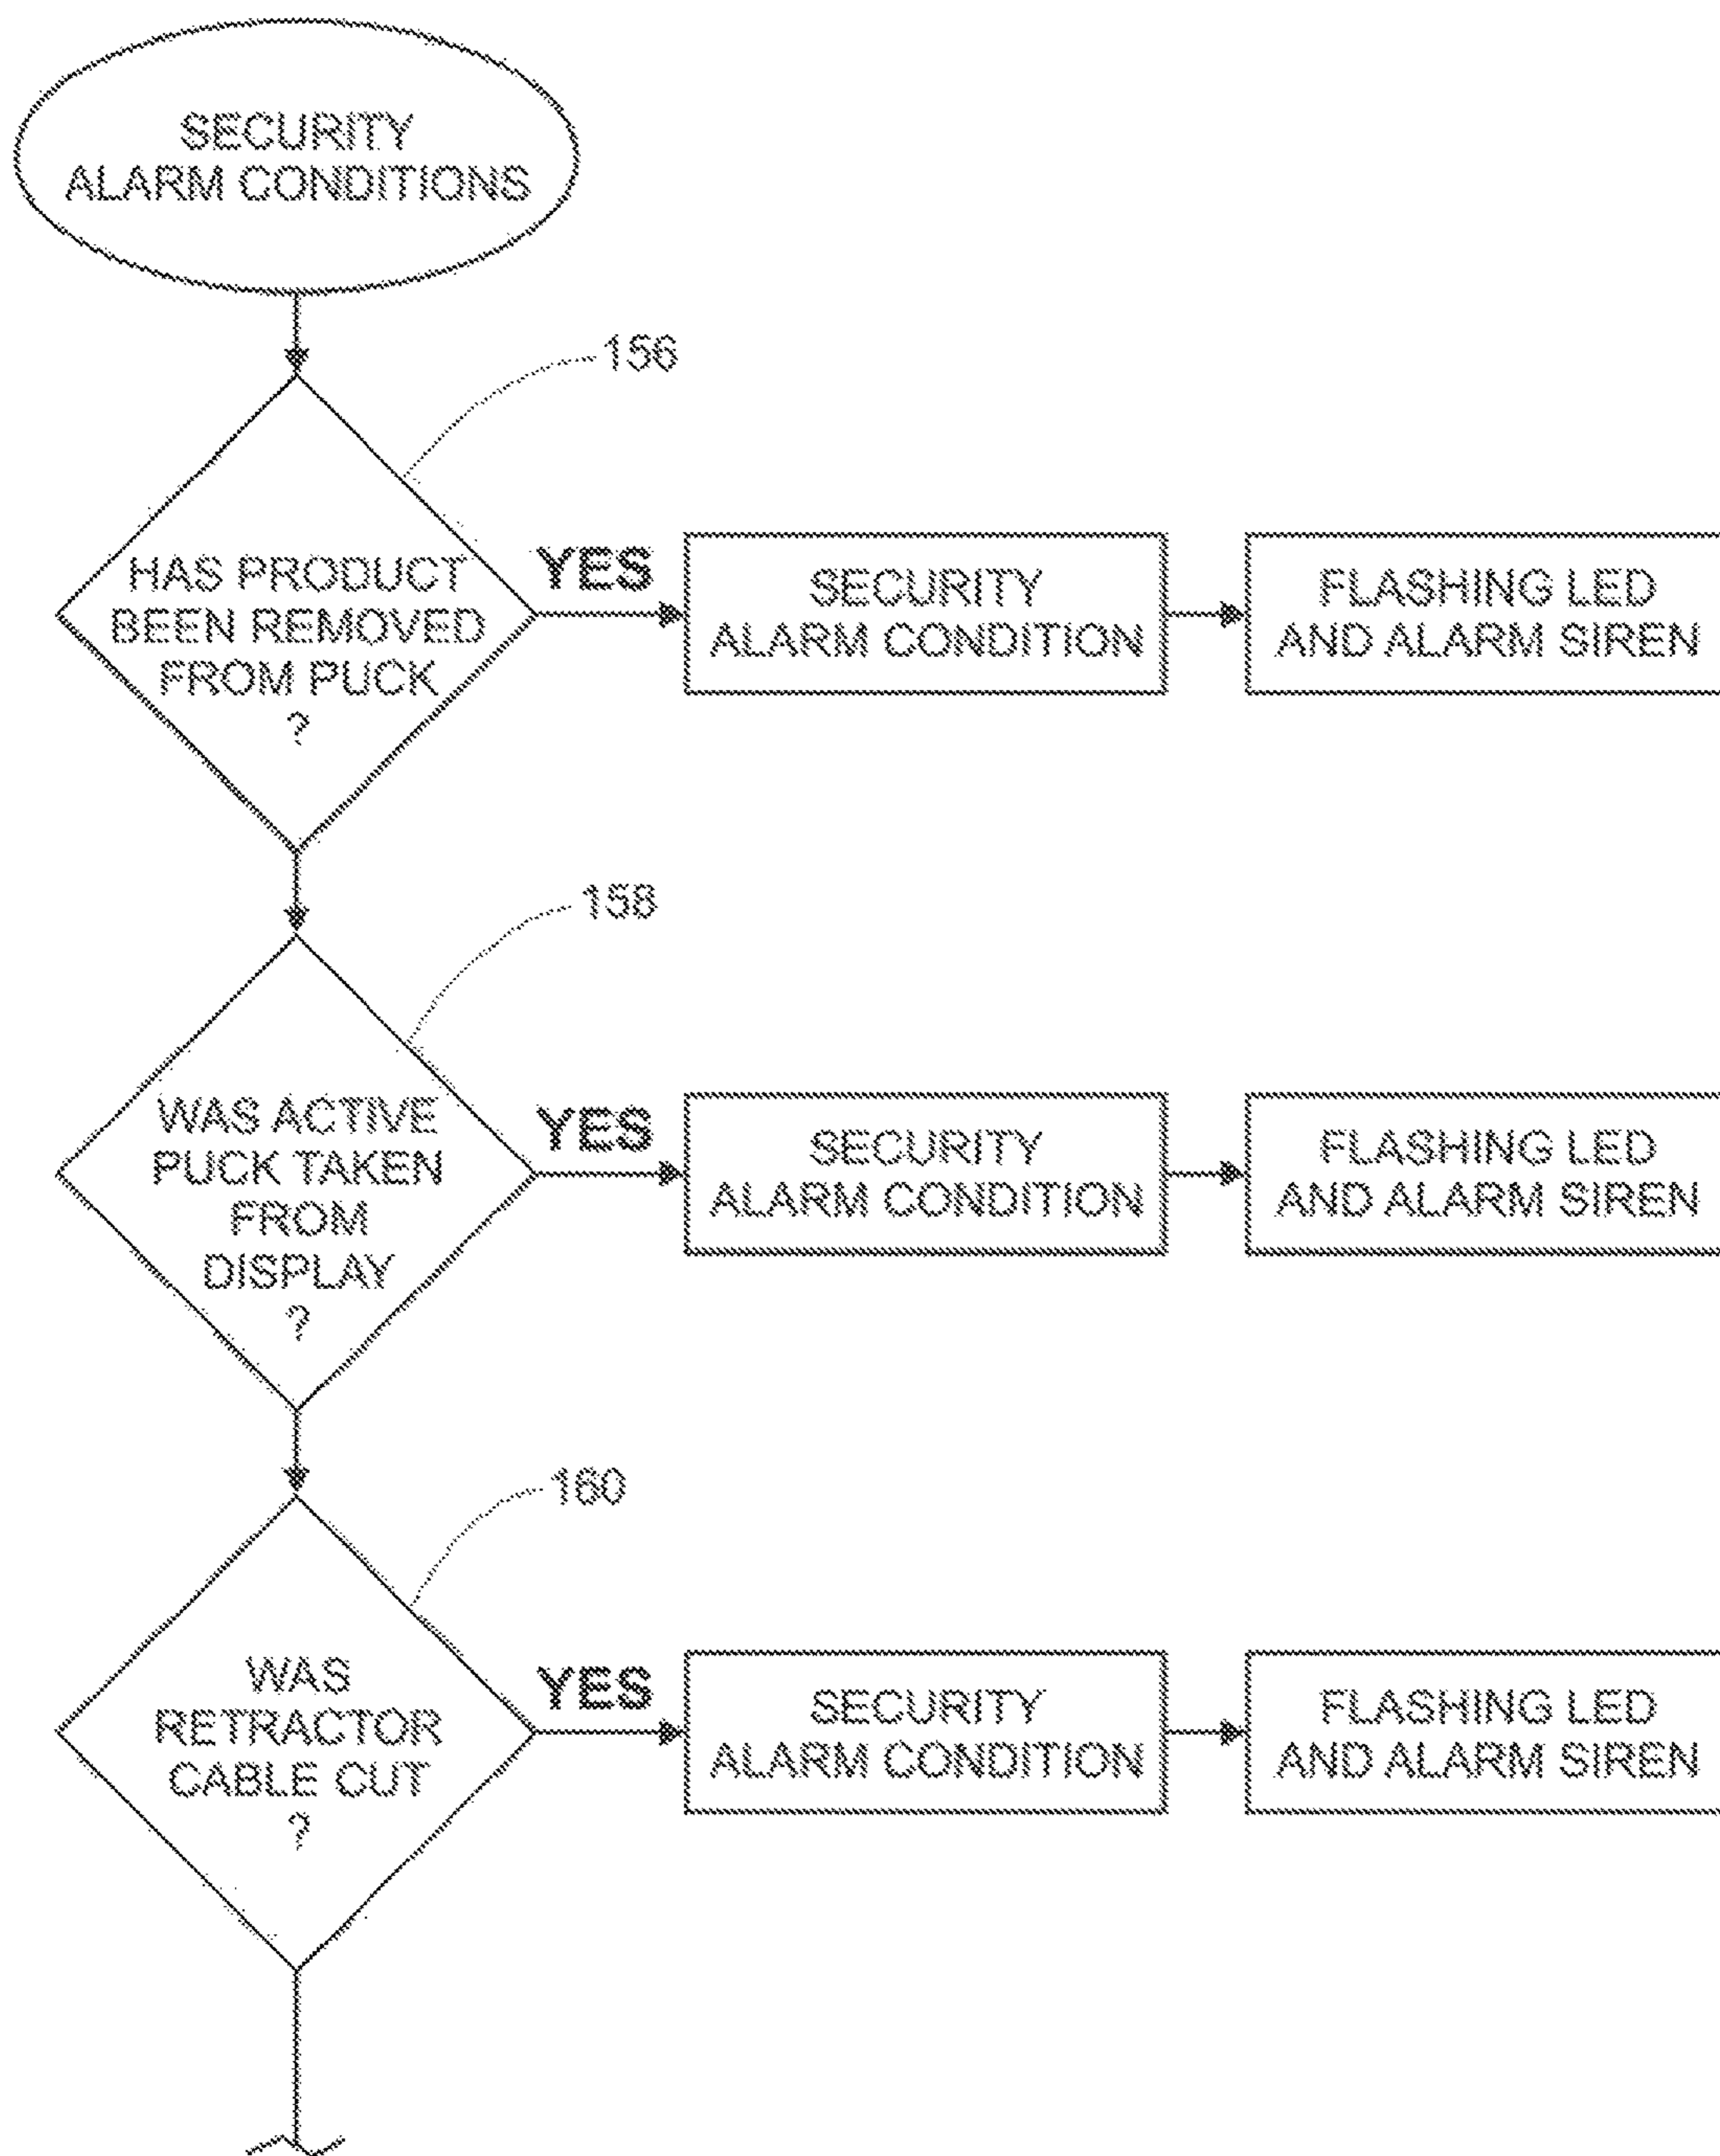 SECURITY
ALARM CONDITIONS
156
HAS PRODUCT
BEEN REMOVED
FROM PUCK
?
YES
SECURITY
ALARM CONDITION
FLASHING LED
AND ALARM SIREN
158
WAS ACTIVE
PUCK TAKEN
FROM
DISPLAY
?
YES
SECURITY
ALARM CONDITION
FLASHING LED
AND ALARM SIREN
160
WAS
RETRACTOR
CABLE CUT
?
YES
SECURITY
ALARM CONDITION
FLASHING LED
AND ALARM SIREN